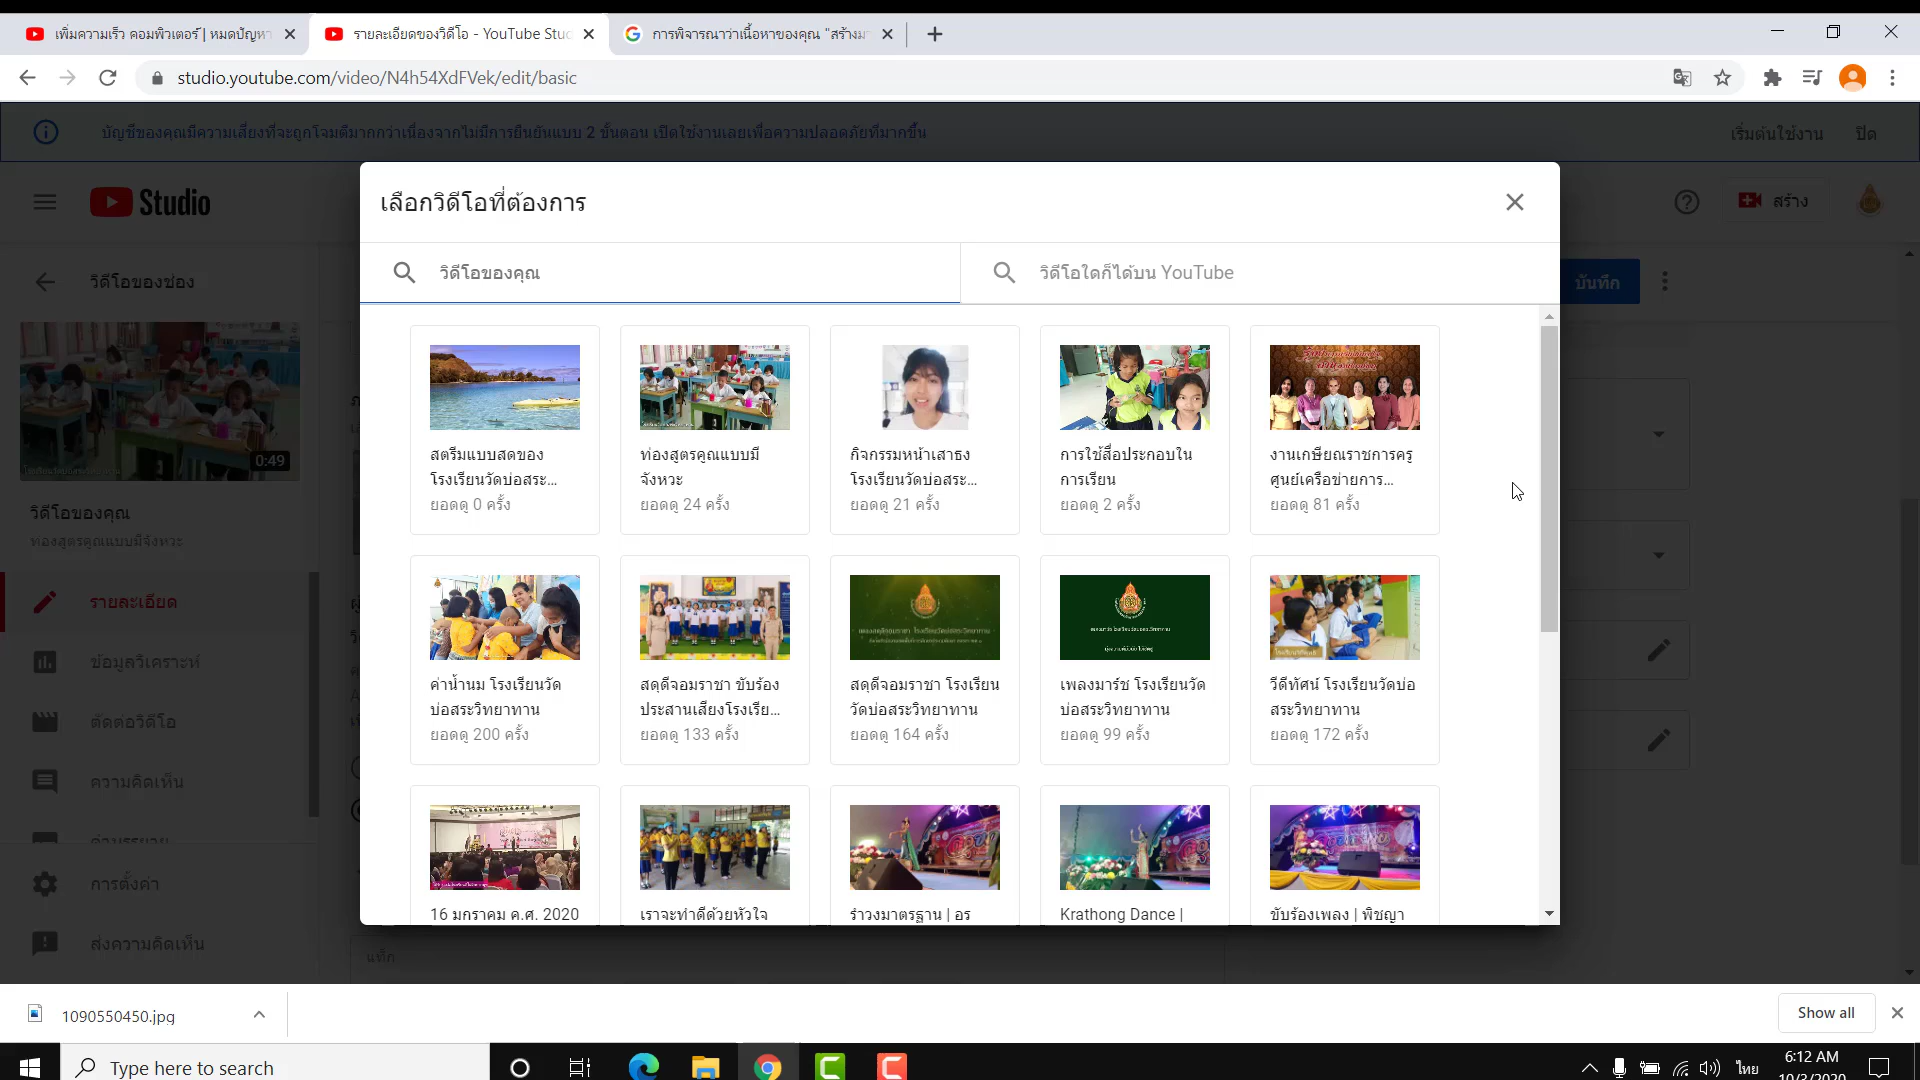 เพิ่มความเร็ว คอมพิวเตอร์ | หมดปัญหา
รายละเอียดของวิดีโอ - YouTube Stud
การพิจารณาว่าเนื้อหาของคุณ "สร้างมา
studio.youtube.com/video/N4h54XdFVek/edit/basic
บัญชีของคุณมีความเสี่ยงที่จะถูกโจมตีมากกว่าเนื่องจากไม่มีการยืนยันแบบ 2 ขั้นตอน เปิดใช้งานเลยเพื่อความปลอดภัยที่มากขึ้น
เริ่มต้นใช้งาน ปิด
Studio
สร้าง
เลือกวิดีโอที่ต้องการ
วิดีโอของคุณ
วิดีโอใดก็ได้บน YouTube
วิดีโอของช่อง
บันทึก
0:49
วิดีโอของคุณ
ท่องสูตรคูณแบบมีจังหวะ
รายละเอียด
ข้อมูลวิเคราะห์
ตัดต่อวิดีโอ
ความคิดเห็น
คำบรรยาย
การตั้งค่า
ส่งความคิดเห็น
สตรีมแบบสดของ
โรงเรียนวัดบ่อสระ...
ยอดดู 0 ครั้ง
ท่องสูตรคูณแบบมี
จังหวะ
ยอดดู 24 ครั้ง
กิจกรรมหน้าเสาธง
โรงเรียนวัดบ่อสระ...
ยอดดู 21 ครั้ง
การใช้สื่อประกอบใน
การเรียน
ยอดดู 2 ครั้ง
งานเกษียณราชการครู
ศูนย์เครือข่ายการ...
ยอดดู 81 ครั้ง
ค่าน้ำนม โรงเรียนวัด
บ่อสระวิทยาทาน
ยอดดู 200 ครั้ง
สดุดีจอมราชา ขับร้อง
ประสานเสียงโรงเรีย...
ยอดดู 133 ครั้ง
สดุดีจอมราชา โรงเรียน
วัดบ่อสระวิทยาทาน
ยอดดู 164 ครั้ง
เพลงมาร์ช โรงเรียนวัด
บ่อสระวิทยาทาน
ยอดดู 99 ครั้ง
วีดีทัศน์ โรงเรียนวัดบ่อ
สระวิทยาทาน
ยอดดู 172 ครั้ง
16 มกราคม ค.ศ. 2020
เราจะทำดีด้วยหัวใจ
รำวงมาตรฐาน | อร
Krathong Dance |
ขับร้องเพลง | พิชญา
แท็ก
1090550450.jpg
Show all
Type here to search
ไทย
6:12 AM
10/3/2020